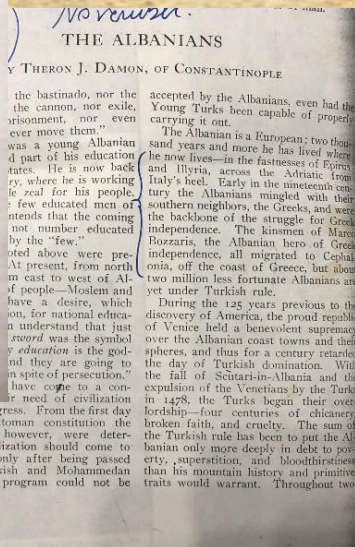 November.
THE ALBANIANS
Y THERON J. DAMON, OF CONSTANTINOPLE
the bastinado, nor the
the cannon, nor exile,
prisonment, nor even
ever move them."
was a young Albanian
d part of his education
tates. He is now back
ry, where he is working
le zeal for his people.
e few educated men of
ntends that the coming
not number educated
by the "few."
oted above were pre-
At present, from north
m east to west of Al-
of people—Moslem and
have a desire, which
on, for national educa-
n understand that just
sword was the symbol
y education is the god-
nd they are going to
n spite of persecution."
have come to a con-
r need of civilization
gress. From the first day
toman constitution the
however, were deter-
lization should come to
only after being passed
kish and Mohammedan
program could not be
accepted by the Albanians, even had the
Young Turks been capable of properly
carrying it out.
The Albanian is a European; two thou-
sand years and more he has lived where
he now lives—in the fastnesses of Epirus
and Illyria, across the Adriatic from
Italy's heel. Early in the nineteenth cen-
tury the Albanians mingled with their
southern neighbors, the Greeks, and were
the backbone of the struggle for Greek
independence. The kinsmen of Marco
Bozzaris, the Albanian hero of Greek
independence, all migrated to Cephal-
onia, off the coast of Greece, but about
two million less fortunate Albanians are
yet under Turkish rule.
During the 125 years previous to the
discovery of America, the proud republic
of Venice held a benevolent supremacy
over the Albanian coast towns and their
spheres, and thus for a century retarded
the day of Turkish domination. With
the fall of Scutari-in-Albania and the
expulsion of the Venetians by the Turks
in 1478, the Turks began their over-
lordship—four centuries of chicanery,
broken faith, and cruelty. The sum of
the Turkish rule has been to put the Al-
banian only more deeply in debt to pov-
erty, superstition, and bloodthirstiness
than his mountain history and primitive
traits would warrant. Throughout two